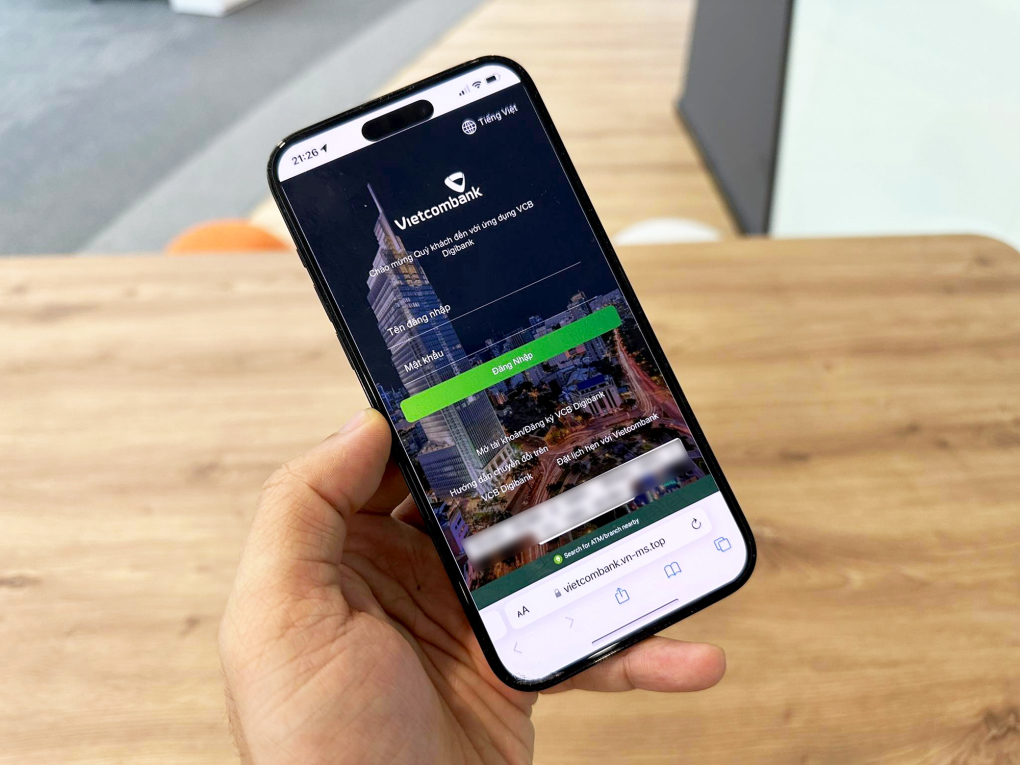 21:26
Tiếng Việt
Vietcombank
Chào mừng Quý khách đến với ứng dụng VCB
Digibank
Tên đăng nhập
Mật khẩu
Đăng Nhập
Mở tài khoản/Đăng ký VCB Digibank
Hướng dẫn chuyển đổi trên
VCB Digibank
Đặt lịch hẹn với Vietcombank
Search for ATM/branch nearby
AA
vietcombank.vn-ms.top